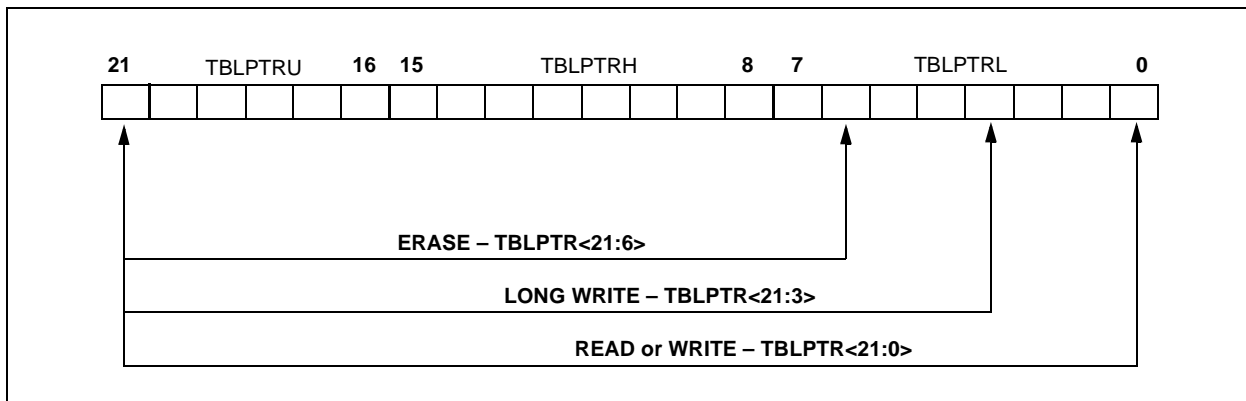 21 TBLPTRU 16 15 TBLPTRH 8 7 TBLPTRL 0
ERASE – TBLPTR<21:6>
LONG WRITE – TBLPTR<21:3>
READ or WRITE – TBLPTR<21:0>